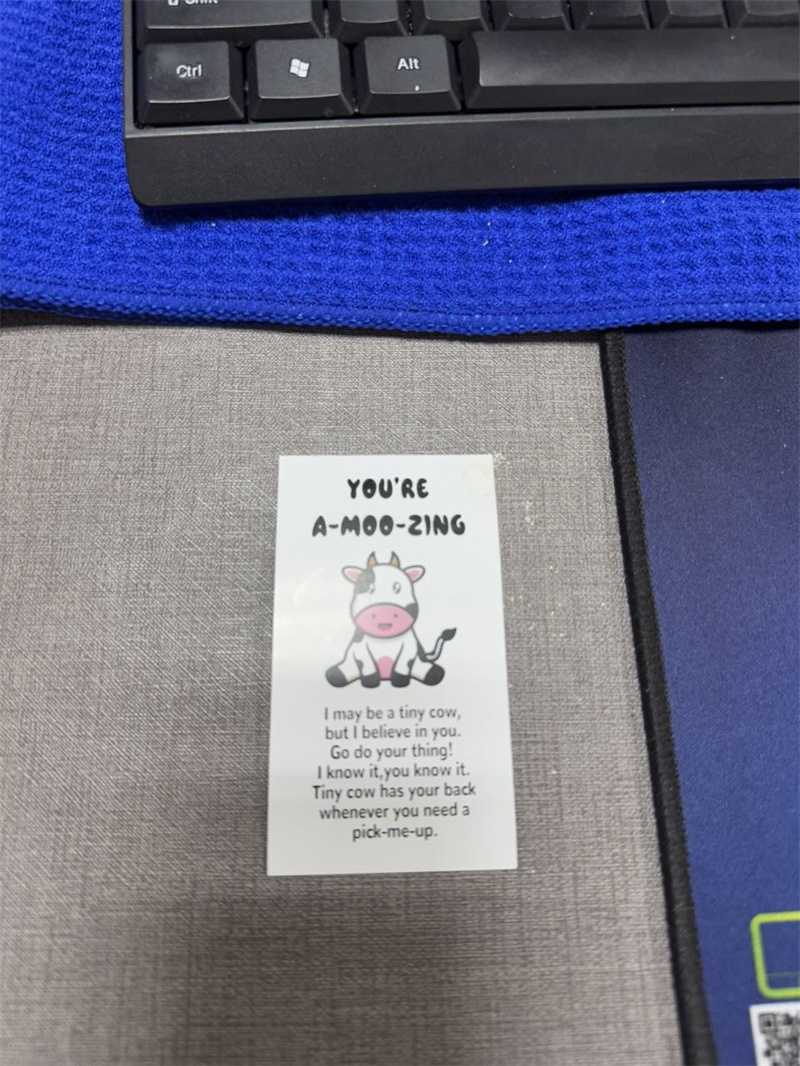 Shift
Ctrl
Alt
YOU'RE
A-MOO-ZING
I may be a tiny cow,
but I believe in you.
Go do your thing!
I know it,you know it.
Tiny cow has your back
whenever you need a
pick-me-up.